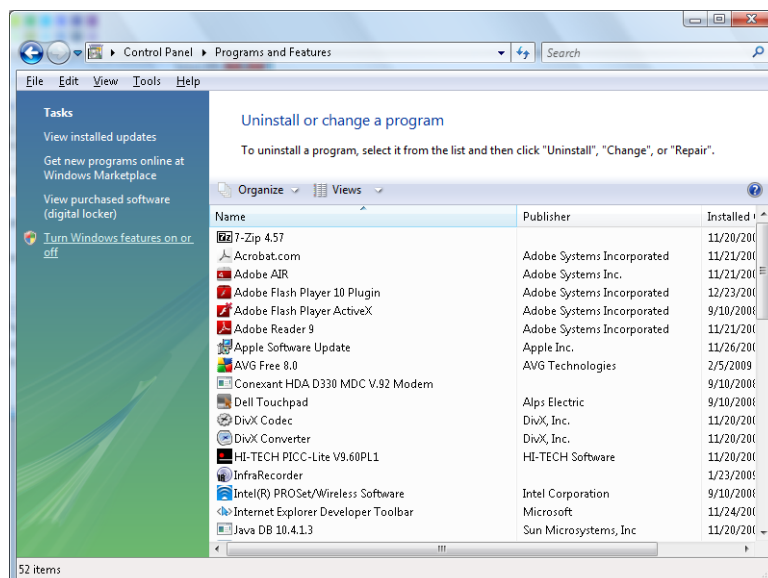 Control Panel Programs and Features Search
File Edit View Tools Help
Tasks
View installed updates
Get new programs online at
Windows Marketplace
View purchased software
(digital locker)
Turn Windows features on or
off
Uninstall or change a program
To uninstall a program, select it from the list and then click "Uninstall", "Change", or "Repair".
Organize Views
Name Publisher Installed
7-Zip 4.57 11/20/200
Acrobat.com Adobe Systems Incorporated 11/21/200
Adobe AIR Adobe Systems Inc. 11/21/200
Adobe Flash Player 10 Plugin Adobe Systems Incorporated 12/23/200
Adobe Flash Player ActiveX Adobe Systems Incorporated 9/10/2008
Adobe Reader 9 Adobe Systems Incorporated 11/21/200
Apple Software Update Apple Inc. 11/26/200
AVG Free 8.0 AVG Technologies 2/5/2009
Conexant HDA D330 MDC V.92 Modem 9/10/2008
Dell Touchpad Alps Electric 9/10/2008
DivX Codec DivX, Inc. 11/20/200
DivX Converter DivX, Inc. 11/20/200
HI-TECH PICC-Lite V9.60PL1 HI-TECH Software 11/20/200
InfraRecorder 1/23/2009
Intel(R) PROSet/Wireless Software Intel Corporation 9/10/2008
Internet Explorer Developer Toolbar Microsoft 11/24/200
Java DB 10.4.1.3 Sun Microsystems, Inc 11/20/200
52 items